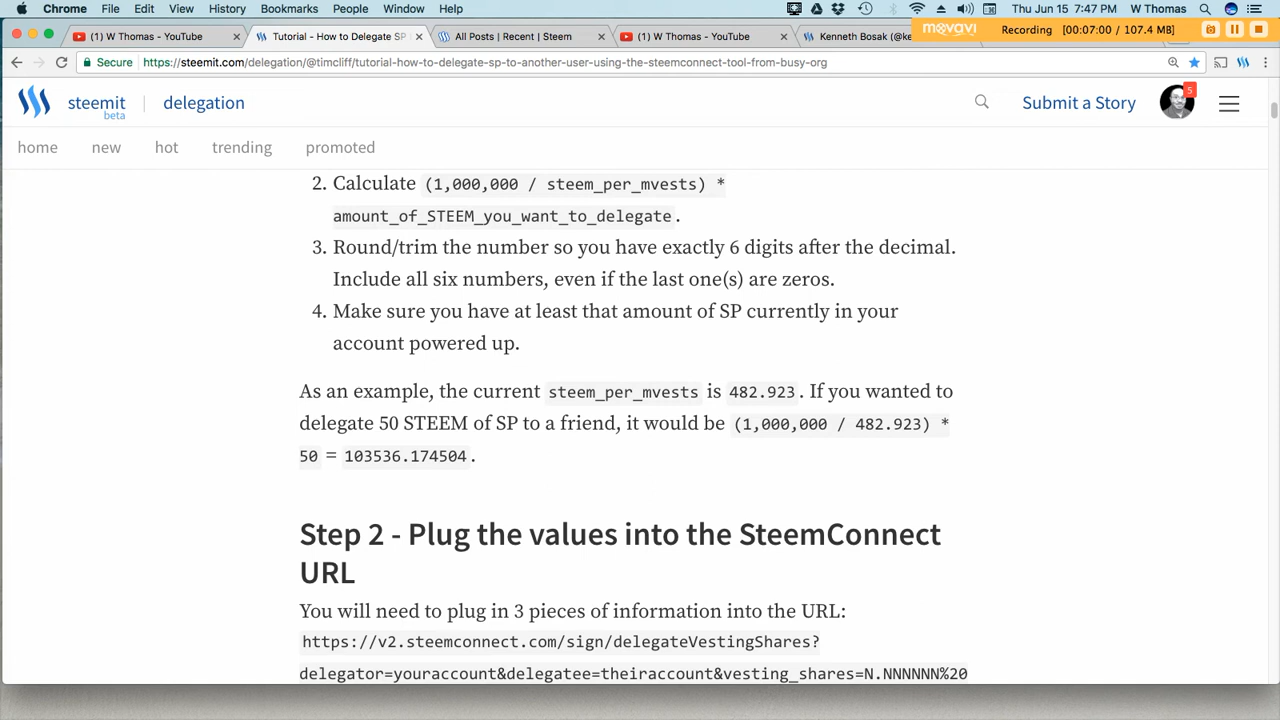 Chrome File Edit View History Bookmarks People Window Help Thu Jun 15 7:47 PM W Thomas
(1) W Thomas - YouTube Tutorial - How to Delegate SP All Posts | Recent | Steem (1) W Thomas - YouTube Kenneth Bosak (@ke
movavi Recording [00:07:00 / 107.4 MB]
Secure https://steemit.com/delegation/@timcliff/tutorial-how-to-delegate-sp-to-another-user-using-the-steemconnect-tool-from-busy-org
steemit beta delegation Submit a Story 5
home new hot trending promoted
2. Calculate (1,000,000 / steem_per_mvests) *
amount_of_STEEM_you_want_to_delegate.
3. Round/trim the number so you have exactly 6 digits after the decimal.
Include all six numbers, even if the last one(s) are zeros.
4. Make sure you have at least that amount of SP currently in your
account powered up.
As an example, the current steem_per_mvests is 482.923. If you wanted to
delegate 50 STEEM of SP to a friend, it would be (1,000,000 / 482.923) *
50 = 103536.174504.
Step 2 - Plug the values into the SteemConnect
URL
You will need to plug in 3 pieces of information into the URL:
https://v2.steemconnect.com/sign/delegateVestingShares?
delegator=youraccount&delegatee=theiraccount&vesting_shares=N.NNNNNN%20